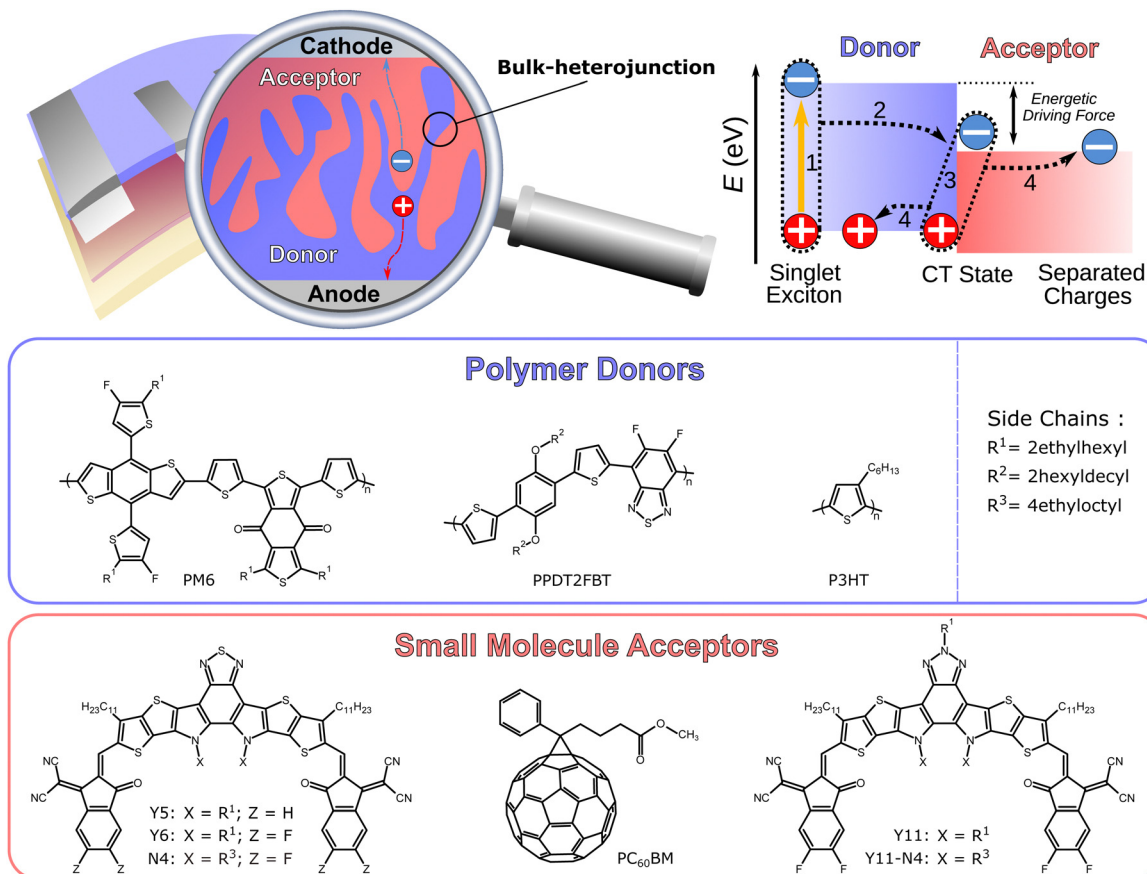 Cathode
Acceptor
Bulk-heterojunction
Donor
Anode
Donor Acceptor
E (eV)
Energetic
Driving Force
1
2
3
4
4
Singlet
Exciton
CT State
Separated
Charges
Polymer Donors
F
R¹
S
S
S
S
S
S
S
n
O
O
S
R¹
F
R¹
R¹
S
PM6
R²
O
F
F
S
S
N
N
S
O
R²
n
PPDT2FBT
C₆H₁₃
S
n
P3HT
Side Chains :
R¹= 2ethylhexyl
R²= 2hexyldecyl
R³= 4ethyloctyl
Small Molecule Acceptors
S
N
N
H₂₃C₁₁
S
S
C₁₁H₂₃
S
N
N
S
X
X
NC
CN
O
O
NC
CN
Z
Z
Z
Z
Y5: X = R¹; Z = H
Y6: X = R¹; Z = F
N4: X = R³; Z = F
O
O
CH₃
PC₆₀BM
R¹
N
N
N
H₂₃C₁₁
S
S
C₁₁H₂₃
S
N
N
S
X
X
CN
CN
O
O
NC
CN
F
F
F
F
Y11: X = R¹
Y11-N4: X = R³